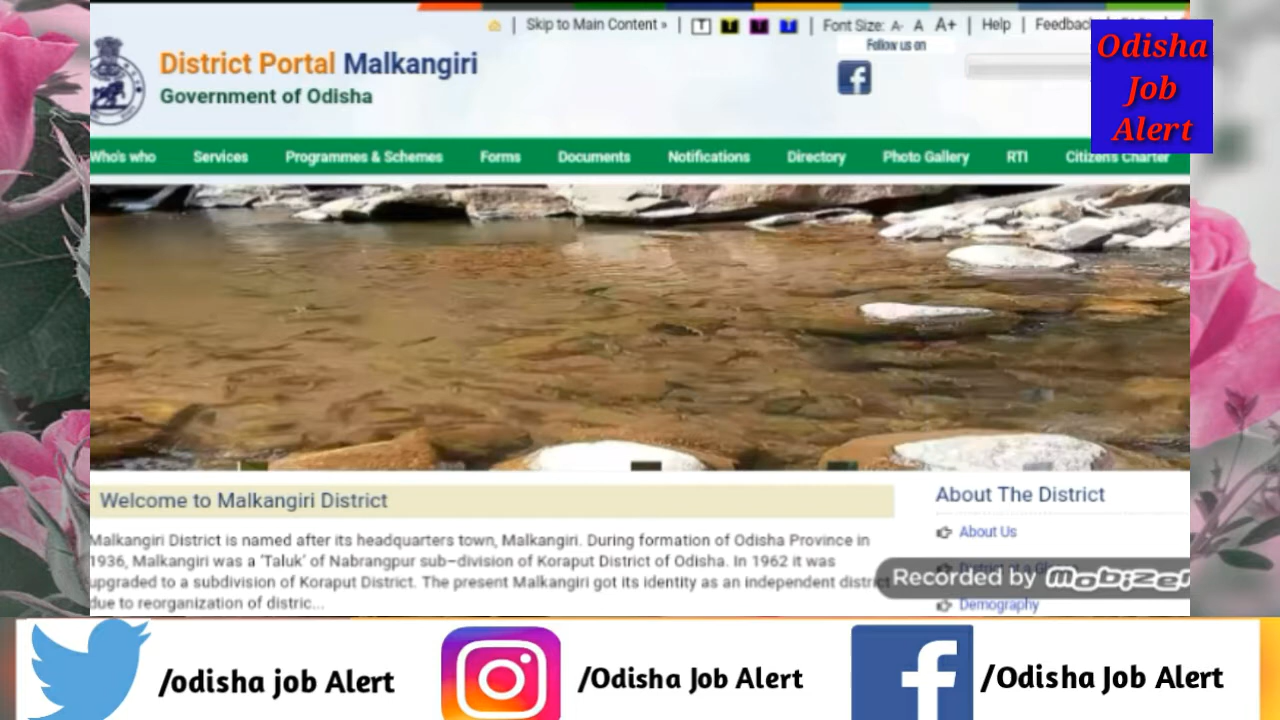 Skip to Main Content » | T T T T | Font Size: A- A A+ | Help | Feedback
Follow us on
District Portal Malkangiri
Government of Odisha
Odisha
Job
Alert
Who's who Services Programmes & Schemes Forms Documents Notifications Directory Photo Gallery RTI Citizen's Charter
Welcome to Malkangiri District
Malkangiri District is named after its headquarters town, Malkangiri. During formation of Odisha Province in
1936, Malkangiri was a ‘Taluk’ of Nabrangpur sub–division of Koraput District of Odisha. In 1962 it was
upgraded to a subdivision of Koraput District. The present Malkangiri got its identity as an independent district
due to reorganization of distric...
About The District
About Us
Demography
Recorded by
/odisha job Alert
/Odisha Job Alert
/Odisha Job Alert